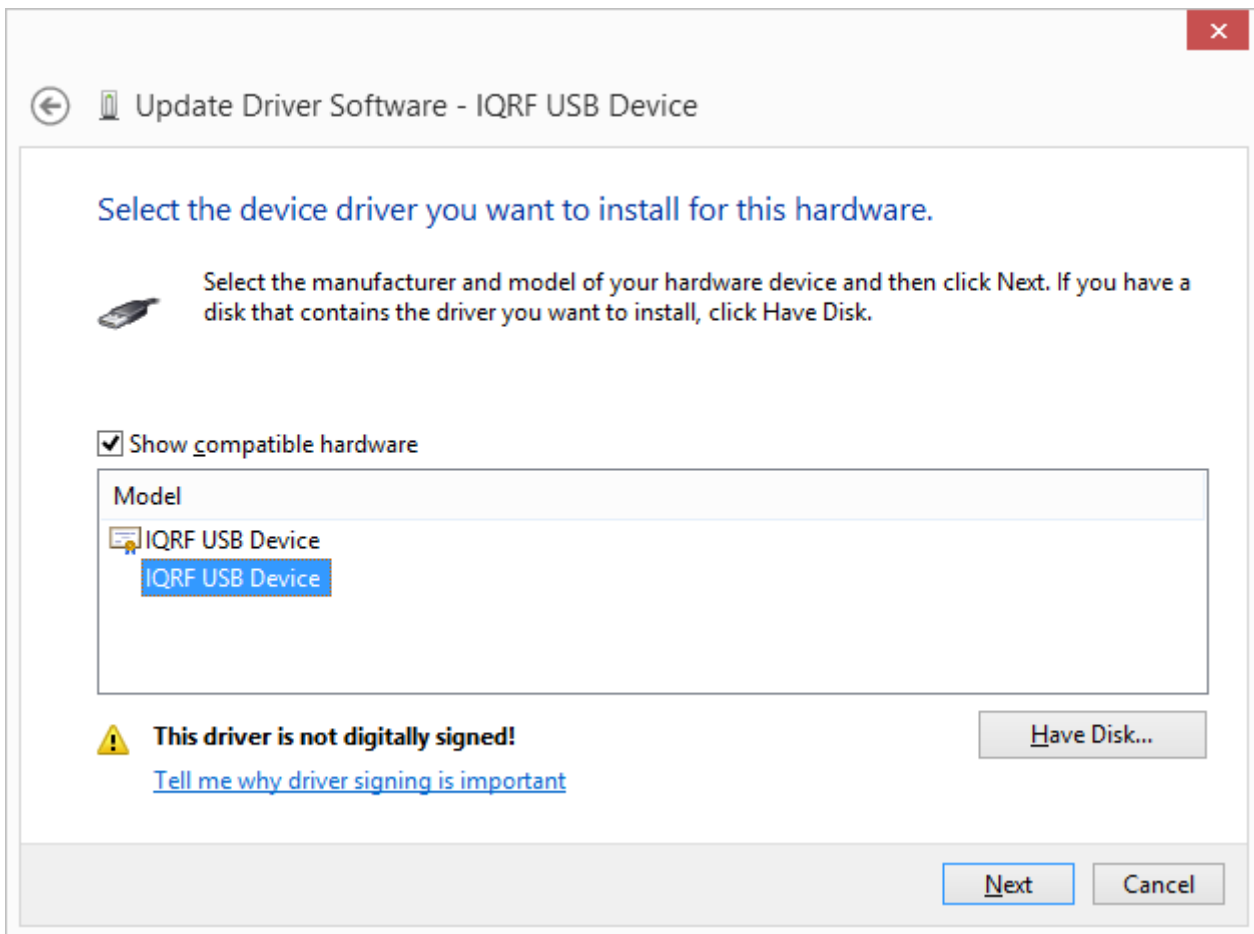 Update Driver Software - IQRF USB Device
Select the device driver you want to install for this hardware.
Select the manufacturer and model of your hardware device and then click Next. If you have a
disk that contains the driver you want to install, click Have Disk.
Show compatible hardware
Model
IQRF USB Device
IQRF USB Device
This driver is not digitally signed!
Have Disk...
Tell me why driver signing is important
Next
Cancel